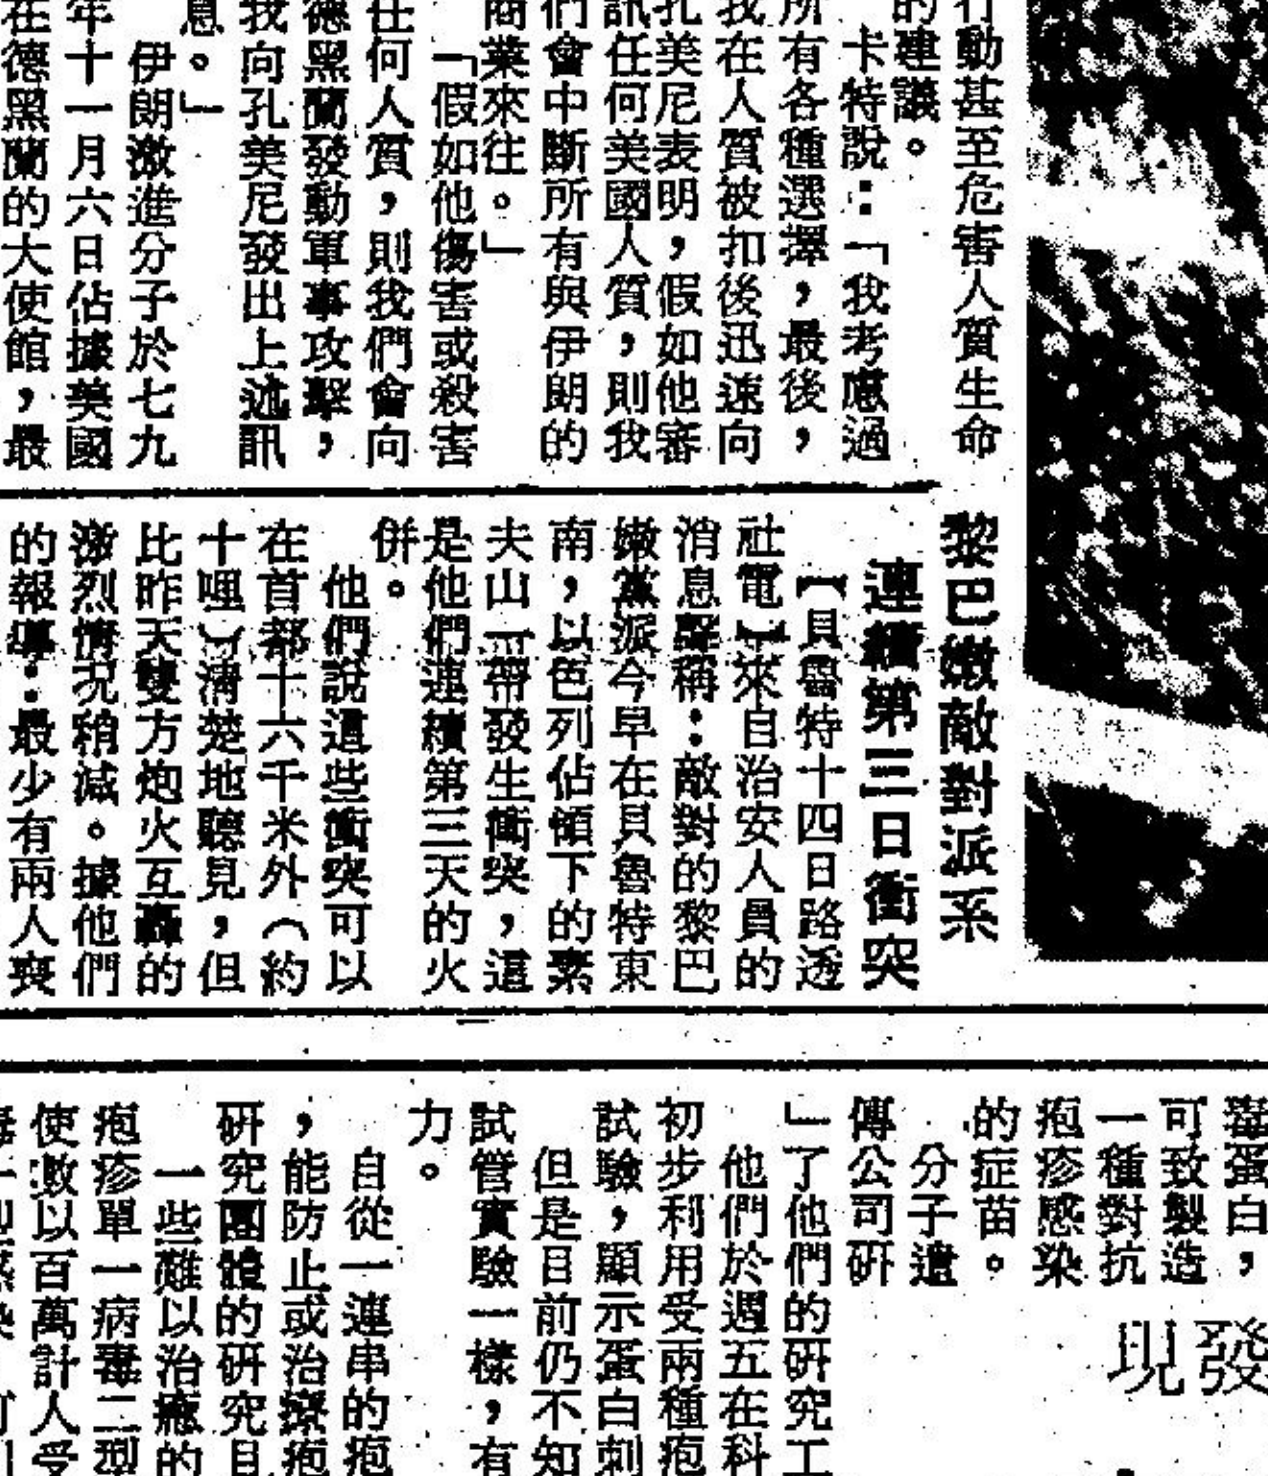 行動甚至危害人質生命
的建議。
卡特說：「我考慮過
所有各種選擇，最後，
我在人質被扣後迅速向
孔美尼表明，假如他審
訊任何美國人質，則我
們會中斷所有與伊朗的
商業來往。」
「假如他傷害或殺害
任何人質，則我們會向
德黑蘭發動軍事攻擊，
我向孔美尼發出上述訊
息。」
伊朗激進分子於七九
年十一月六日佔據美國
在德黑蘭的大使館，最
黎巴嫩敵對派系
連續第三日衝突
【貝魯特十四日路透
社電】來自治安人員的
消息聲稱：敵對的黎巴
嫩黨派今早在貝魯特東
南，以色列佔領下的素
夫山一帶發生衝突，這
是他們連續第三天的火
併。
他們說這些衝突可以
在首都十六千米外（約
十哩）清楚地聽見，但
比昨天雙方炮火互轟的
激烈情況稍減。據他們
的報導：最少有兩人喪
發
現
毒蛋白，
可致製造
一種對抗
疱疹感染
的症苗。
分子遺
傳公司研
」了他們的研究工
他們於週五在科
初步利用受兩種疱
試驗，顯示蛋白刺
但是目前仍不知
試管實驗一樣，有
力。
自從一連串的疱
，能防止或治療疱
研究團體的研究目
一些難以治癒的
疱疹單一病毒二型
使數以百萬計人受